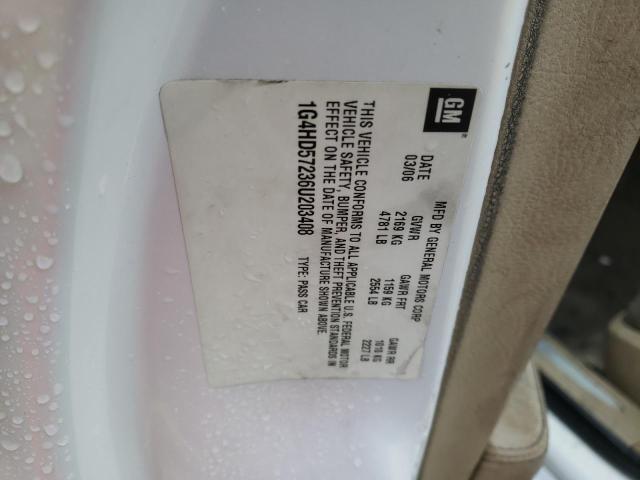 GM
MFD BY GENERAL MOTORS CORP
DATE GVWR GAWR FRT GAWR RR
03/06 2169 KG 1159 KG 1010 KG
4781 LB 2554 LB 2227 LB
THIS VEHICLE CONFORMS TO ALL APPLICABLE U.S. FEDERAL MOTOR
VEHICLE SAFETY, BUMPER, AND THEFT PREVENTION STANDARDS IN
EFFECT ON THE DATE OF MANUFACTURE SHOWN ABOVE.
1G4HD57236U203408 TYPE: PASS CAR